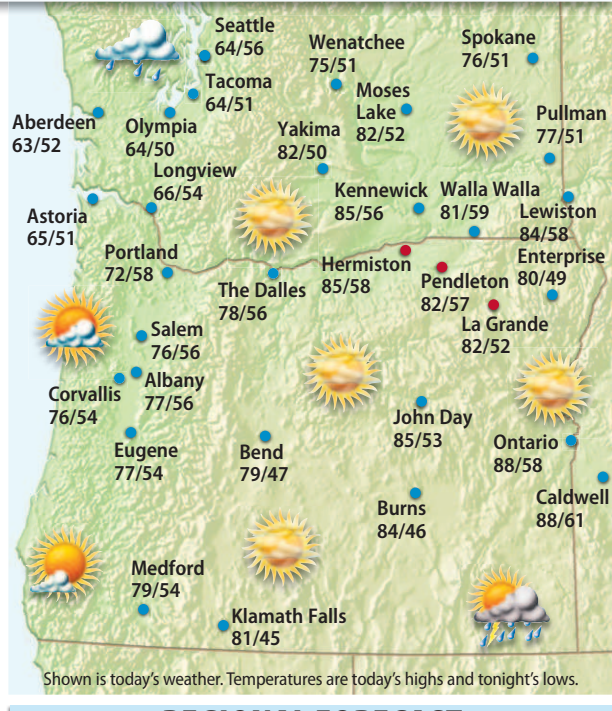 Seattle
64/56
Wenatchee
75/51
Spokane
76/51
Tacoma
64/51
Moses
Lake
82/52
Aberdeen
63/52
Olympia
64/50
Yakima
82/50
Pullman
77/51
Longview
66/54
Kennewick
85/56
Walla Walla
81/59
Lewiston
84/58
Astoria
65/51
Portland
72/58
The Dalles
78/56
Hermiston
85/58
Pendleton
82/57
Enterprise
80/49
La Grande
82/52
Salem
76/56
Albany
77/56
Corvallis
76/54
Eugene
77/54
Bend
79/47
John Day
85/53
Ontario
88/58
Caldwell
88/61
Burns
84/46
Medford
79/54
Klamath Falls
81/45
Shown is today's weather. Temperatures are today's highs and tonight's lows.
REGIONAL FORECAST